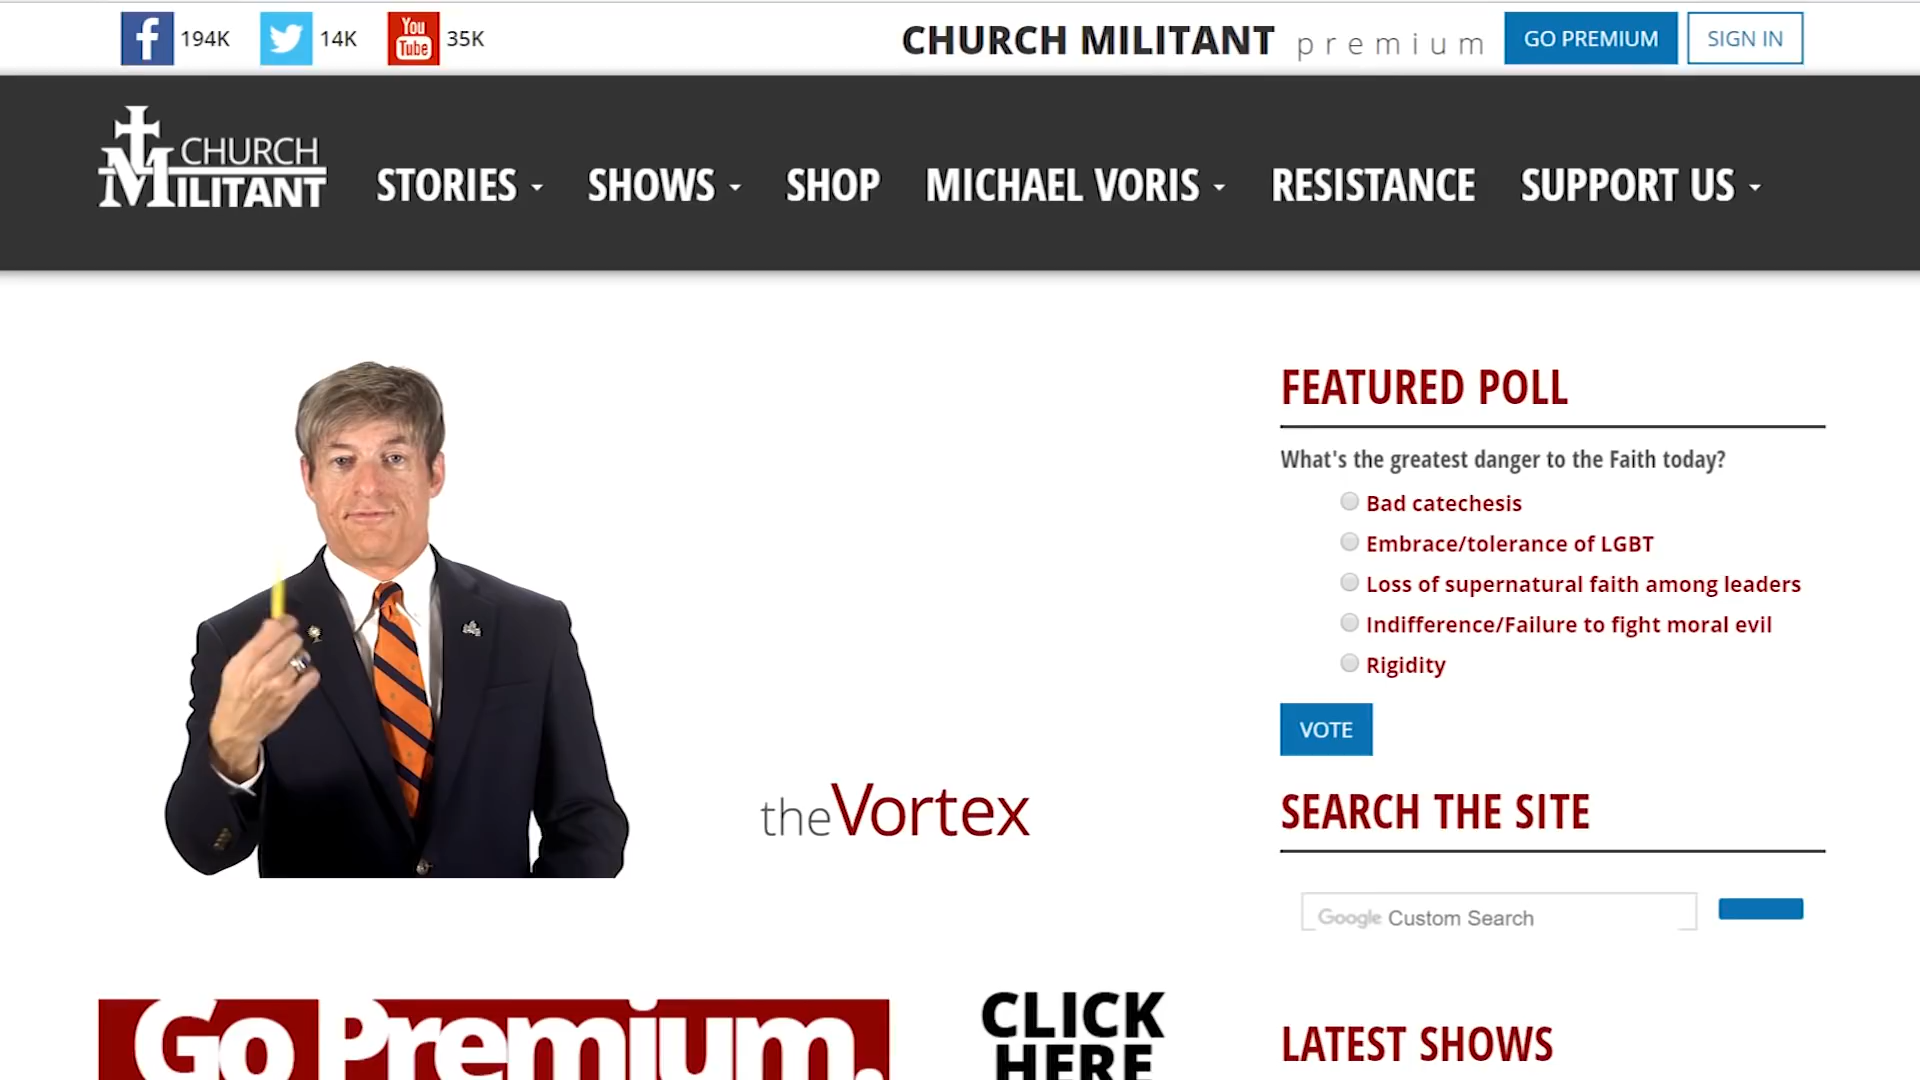 194K 14K You Tube 35K CHURCH MILITANT premium GO PREMIUM SIGN IN
CHURCH
MILITANT
STORIES SHOWS SHOP MICHAEL VORIS RESISTANCE SUPPORT US
theVortex
FEATURED POLL
What's the greatest danger to the Faith today?
Bad catechesis
Embrace/tolerance of LGBT
Loss of supernatural faith among leaders
Indifference/Failure to fight moral evil
Rigidity
VOTE
SEARCH THE SITE
Google Custom Search
Go Premium.
CLICK
HERE
LATEST SHOWS